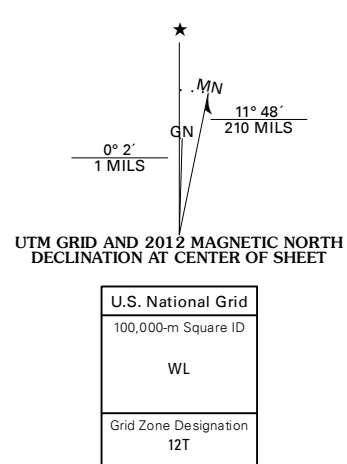 ★
MN
11° 48´
210 MILS
GN
0° 2´
1 MILS
UTM GRID AND 2012 MAGNETIC NORTH
DECLINATION AT CENTER OF SHEET
U.S. National Grid
100,000-m Square ID
WL
Grid Zone Designation
12T